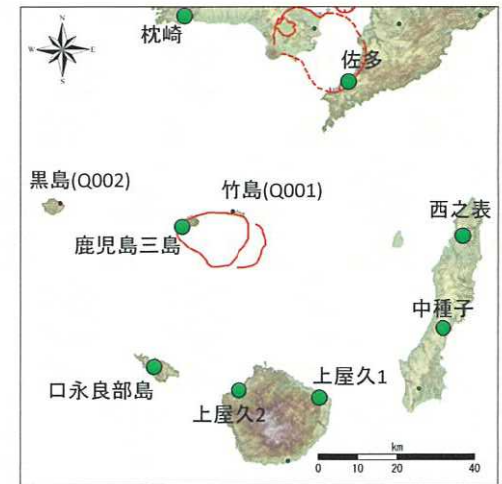 枕崎
佐多
N
W
E
S
黒島(Q002)
竹島(Q001)
西之表
鹿児島三島
中種子
口永良部島
上屋久1
上屋久2
km
0 10 20 40